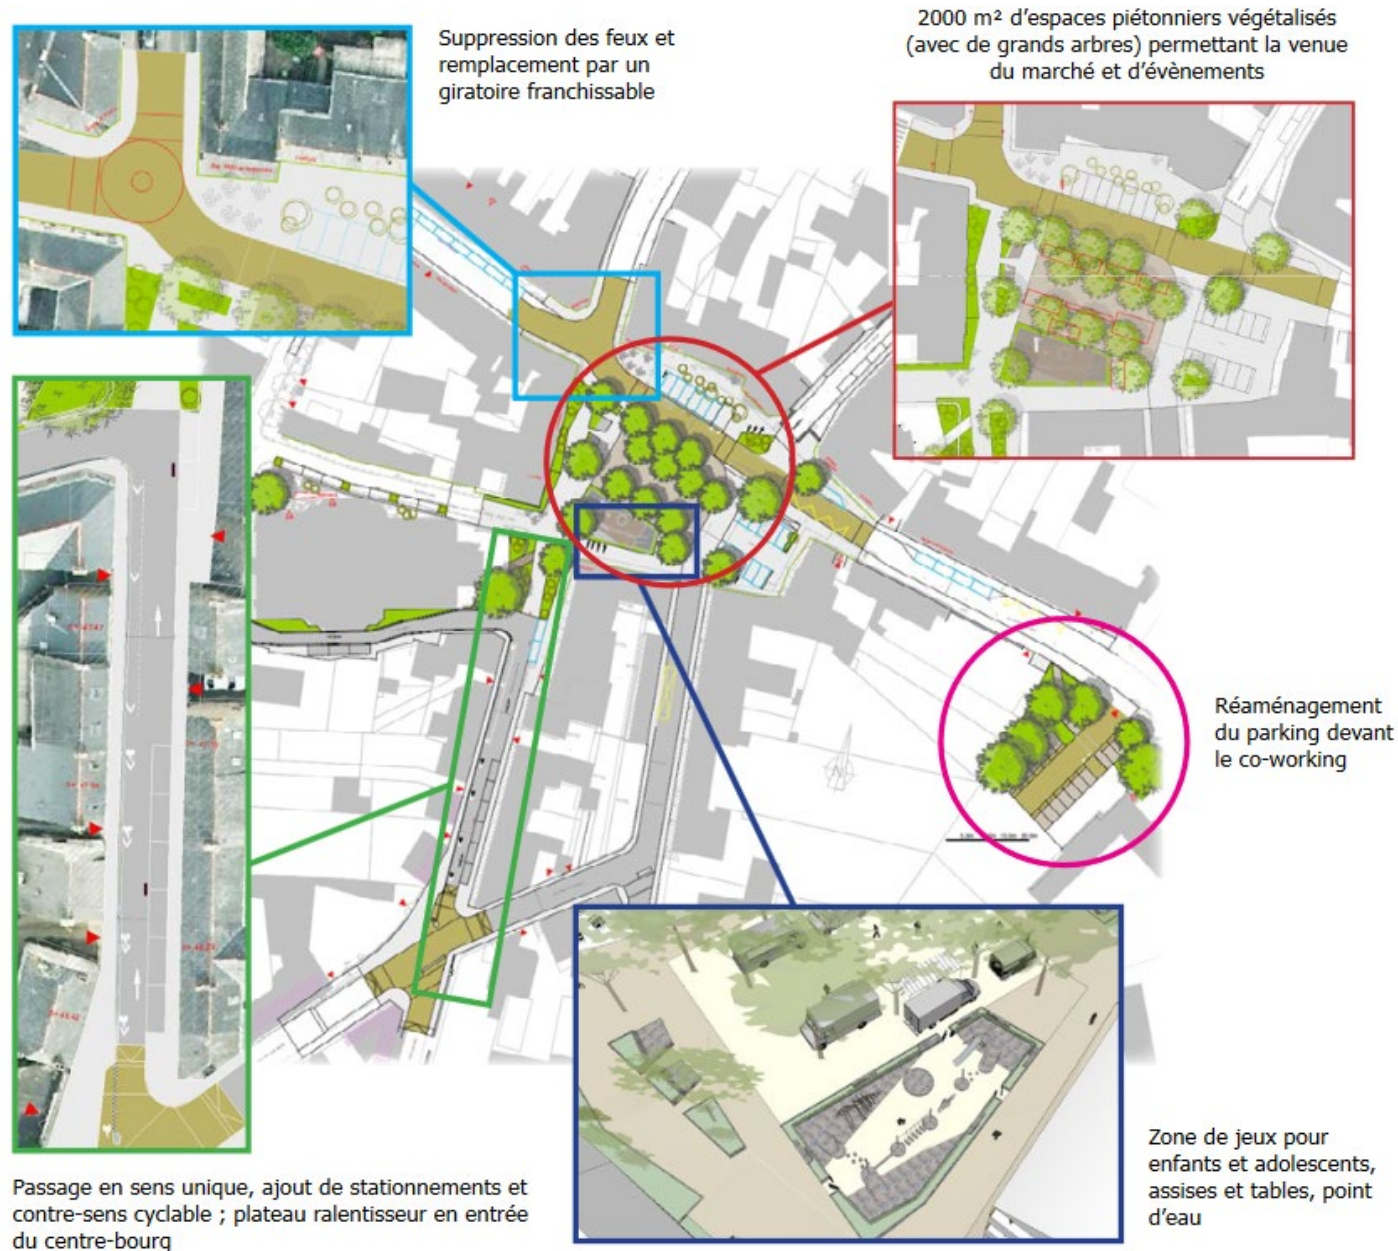 Suppression des feux et
remplacement par un
giratoire franchissable
2000 m² d'espaces piétonniers végétalisés
(avec de grands arbres) permettant la venue
du marché et d'évènements
Réaménagement
du parking devant
le co-working
Zone de jeux pour
enfants et adolescents,
assises et tables, point
d'eau
Passage en sens unique, ajout de stationnements et
contre-sens cyclable ; plateau ralentisseur en entrée
du centre-bourg